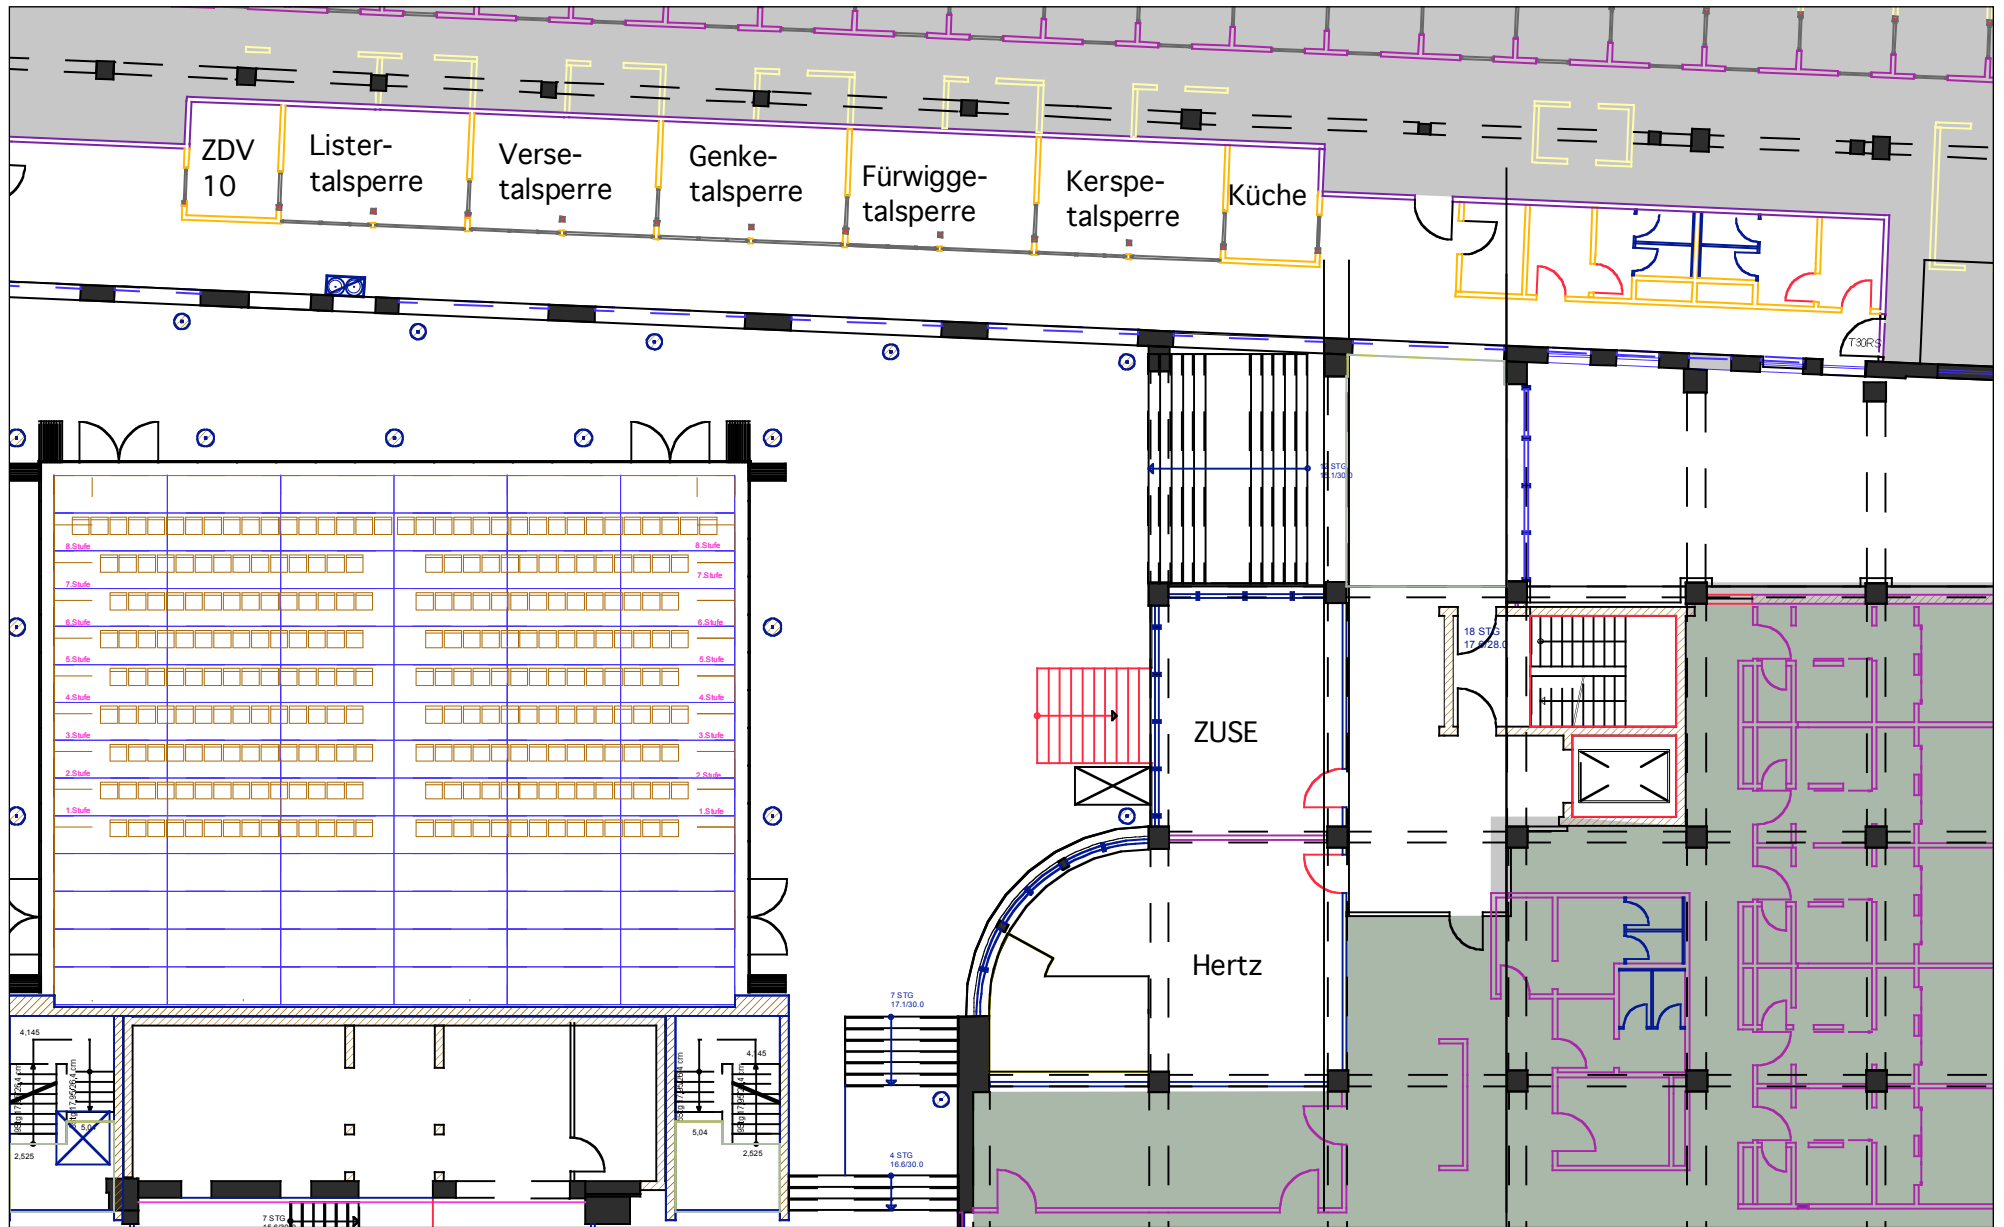 ZDV
10
Lister-
talsperre
Verse-
talsperre
Genke-
talsperre
Fürwigge-
talsperre
Kerspe-
talsperre
Küche
T30RS
8.Stufe
8.Stufe
7.Stufe
7.Stufe
6.Stufe
6.Stufe
5.Stufe
5.Stufe
4.Stufe
4.Stufe
3.Stufe
3.Stufe
2.Stufe
2.Stufe
1.Stufe
1.Stufe
18 STG
17.6/28.0
ZUSE
Hertz
7 STG
17.1/30.0
4 STG
16.6/30.0
4,145
5,04
2,525
4,145
5,04
2,525
7 STG